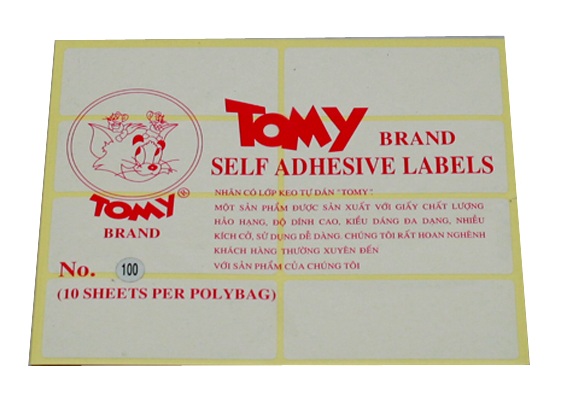 TOMY BRAND
SELF ADHESIVE LABELS
TOMY®
BRAND
NHÃN CÓ LỚP KEO TỰ DÁN "TOMY".
MỘT SẢN PHẨM ĐƯỢC SẢN XUẤT VỚI GIẤY CHẤT LƯỢNG
HẢO HẠNG, ĐỘ DÍNH CAO, KIỂU DÁNG ĐA DẠNG, NHIỀU
KÍCH CỠ, SỬ DỤNG DỄ DÀNG. CHÚNG TÔI RẤT HOAN NGHÊNH
KHÁCH HÀNG THƯỜNG XUYÊN ĐẾN
VỚI SẢN PHẨM CỦA CHÚNG TÔI
No. 100
(10 SHEETS PER POLYBAG)